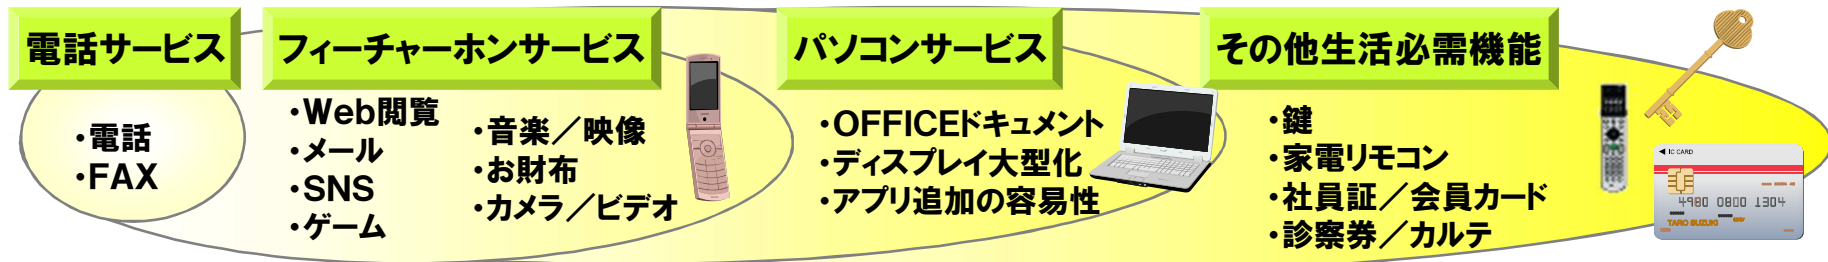 電話サービス
・電話
・FAX
フィーチャーホンサービス
・Web閲覧
・メール
・SNS
・ゲーム
・音楽／映像
・お財布
・カメラ／ビデオ
パソコンサービス
・OFFICEドキュメント
・ディスプレイ大型化
・アプリ追加の容易性
その他生活必需機能
・鍵
・家電リモコン
・社員証／会員カード
・診察券／カルテ
IC CARD
4980 0800 1304
TARO SUZUKI